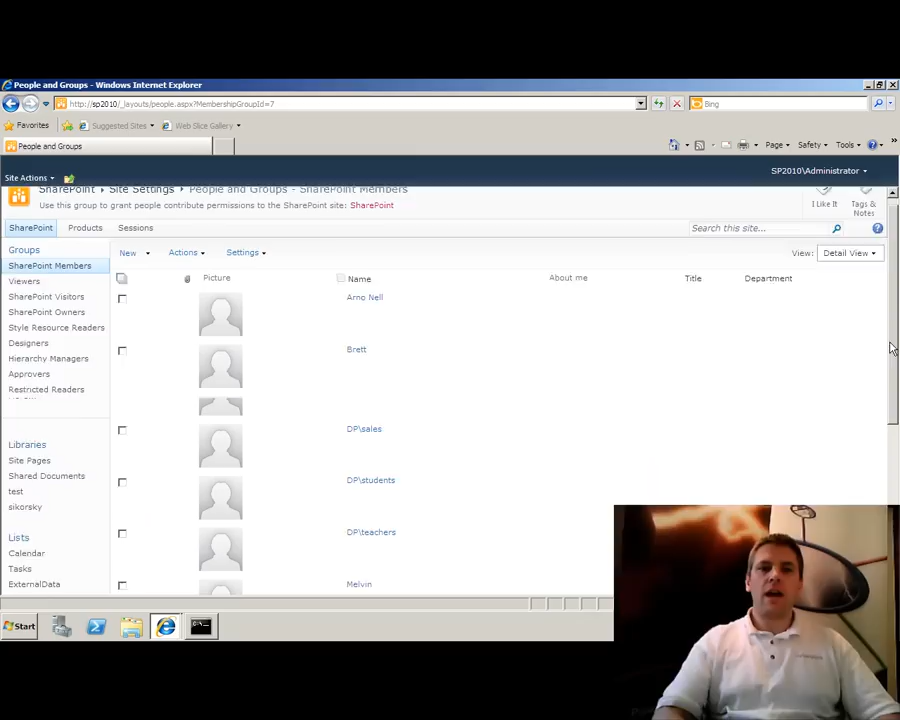 People and Groups - Windows Internet Explorer
http://sp2010/_layouts/people.aspx?MembershipGroupId=7
Bing
Favorites
Suggested Sites
Web Slice Gallery
People and Groups
Page
Safety
Tools
Site Actions
SP2010\Administrator
SharePoint
Site Settings
People and Groups - SharePoint Members
Use this group to grant people contribute permissions to the SharePoint site: SharePoint
I Like It
Tags & Notes
SharePoint
Products
Sessions
Search this site...
Groups
SharePoint Members
Viewers
SharePoint Visitors
SharePoint Owners
Style Resource Readers
Designers
Hierarchy Managers
Approvers
Restricted Readers
Libraries
Site Pages
Shared Documents
test
sikorsky
Lists
Calendar
Tasks
ExternalData
New
Actions
Settings
View:
Detail View
Picture
Name
About me
Title
Department
Arno Nell
Brett
DP\sales
DP\students
DP\teachers
Melvin
Start